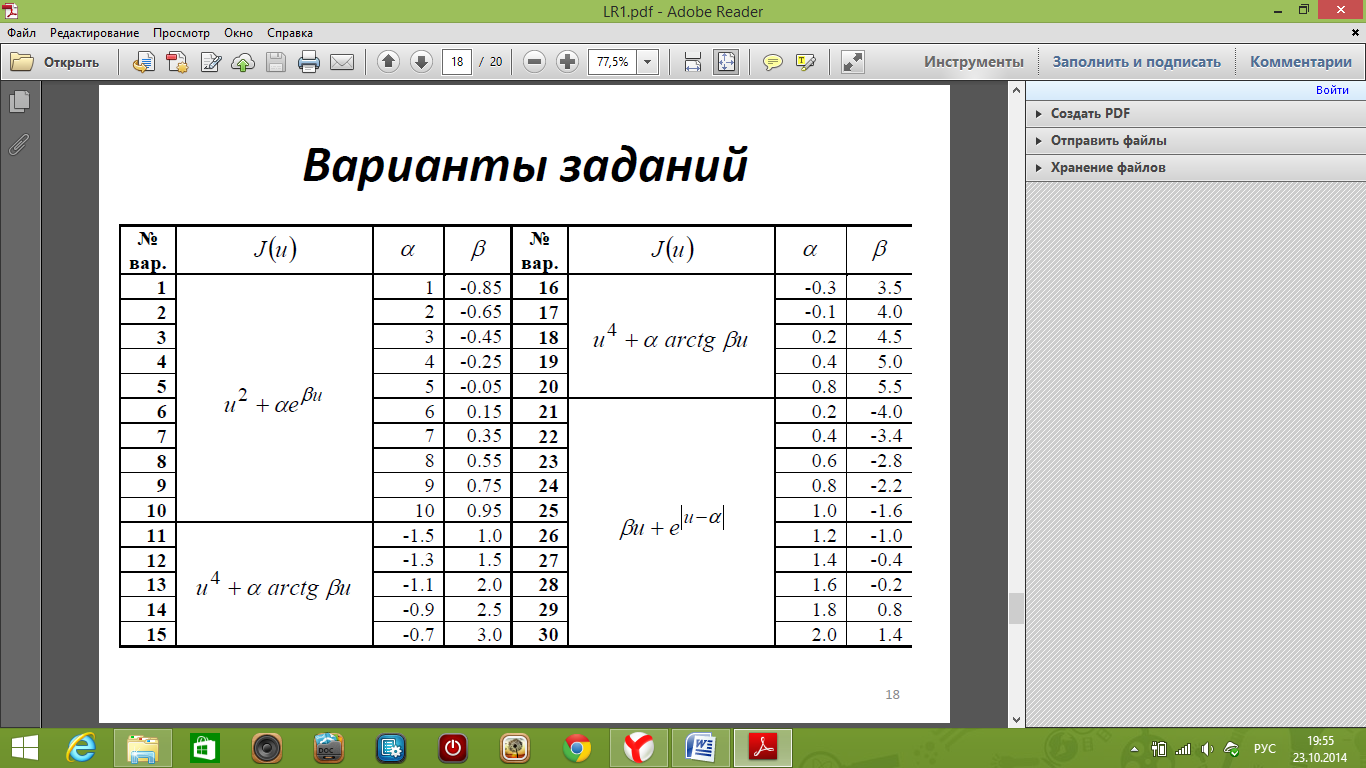 LR1.pdf - Adobe Reader
Файл Редактирование Просмотр Окно Справка
Открыть 18 / 20 77,5% Инструменты Заполнить и подписать Комментарии
Войти
Создать PDF
Отправить файлы
Хранение файлов
Варианты заданий
№ вар. J(u) α β № вар. J(u) α β
1 u² + αe^{βu} 1 -0.85 16 u⁴ + α arctg βu -0.3 3.5
2 2 -0.65 17 -0.1 4.0
3 3 -0.45 18 0.2 4.5
4 4 -0.25 19 0.4 5.0
5 5 -0.05 20 0.8 5.5
6 6 0.15 21 βu + e^{|u−α|} 0.2 -4.0
7 7 0.35 22 0.4 -3.4
8 8 0.55 23 0.6 -2.8
9 9 0.75 24 0.8 -2.2
10 10 0.95 25 1.0 -1.6
11 u⁴ + α arctg βu -1.5 1.0 26 1.2 -1.0
12 -1.3 1.5 27 1.4 -0.4
13 -1.1 2.0 28 1.6 -0.2
14 -0.9 2.5 29 1.8 0.8
15 -0.7 3.0 30 2.0 1.4
18
DOC
РУС
19:55
23.10.2014